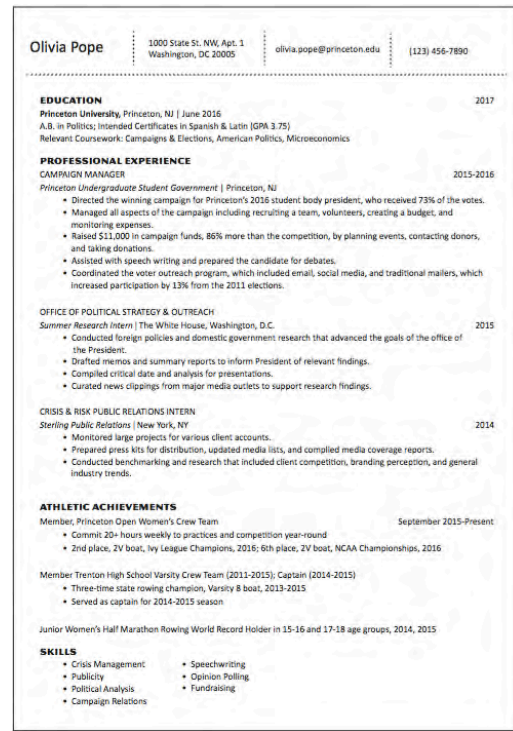 Olivia Pope
1000 State St. NW, Apt. 1
Washington, DC 20005
olivia.pope@princeton.edu
(123) 456-7890
EDUCATION 2017
Princeton University, Princeton, NJ | June 2016
A.B. in Politics; Intended Certificates in Spanish & Latin (GPA 3.75)
Relevant Coursework: Campaigns & Elections, American Politics, Microeconomics
PROFESSIONAL EXPERIENCE
CAMPAIGN MANAGER 2015-2016
Princeton Undergraduate Student Government | Princeton, NJ
• Directed the winning campaign for Princeton's 2016 student body president, who received 73% of the votes.
• Managed all aspects of the campaign including recruiting a team, volunteers, creating a budget, and
monitoring expenses.
• Raised $11,000 in campaign funds, 86% more than the competition, by planning events, contacting donors,
and taking donations.
• Assisted with speech writing and prepared the candidate for debates.
• Coordinated the voter outreach program, which included email, social media, and traditional mailers, which
increased participation by 13% from the 2011 elections.
OFFICE OF POLITICAL STRATEGY & OUTREACH
Summer Research Intern | The White House, Washington, D.C. 2015
• Conducted foreign policies and domestic government research that advanced the goals of the office of
the President.
• Drafted memos and summary reports to inform President of relevant findings.
• Compiled critical date and analysis for presentations.
• Curated news clippings from major media outlets to support research findings.
CRISIS & RISK PUBLIC RELATIONS INTERN
Sterling Public Relations | New York, NY 2014
• Monitored large projects for various client accounts.
• Prepared press kits for distribution, updated media lists, and complied media coverage reports.
• Conducted benchmarking and research that included client competition, branding perception, and general
industry trends.
ATHLETIC ACHIEVEMENTS
Member, Princeton Open Women's Crew Team September 2015-Present
• Commit 20+ hours weekly to practices and competition year-round
• 2nd place, 2V boat, Ivy League Champions, 2016; 6th place, 2V boat, NCAA Championships, 2016
Member Trenton High School Varsity Crew Team (2011-2015); Captain (2014-2015)
• Three-time state rowing champion, Varsity 8 boat, 2013-2015
• Served as captain for 2014-2015 season
Junior Women's Half Marathon Rowing World Record Holder in 15-16 and 17-18 age groups, 2014, 2015
SKILLS
• Crisis Management
• Publicity
• Political Analysis
• Campaign Relations
• Speechwriting
• Opinion Polling
• Fundraising